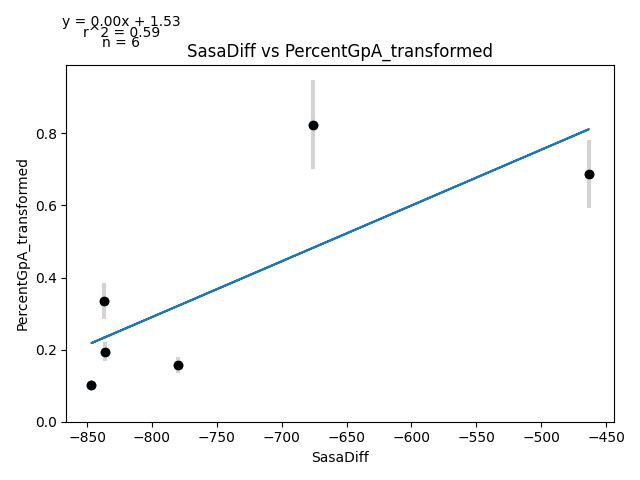 y = 0.00x + 1.53
r^2 = 0.59
n = 6
SasaDiff vs PercentGpA_transformed
PercentGpA_transformed
0.8
0.6
0.4
0.2
0.0
−850
−800
−750
−700
−650
−600
−550
−500
−450
SasaDiff